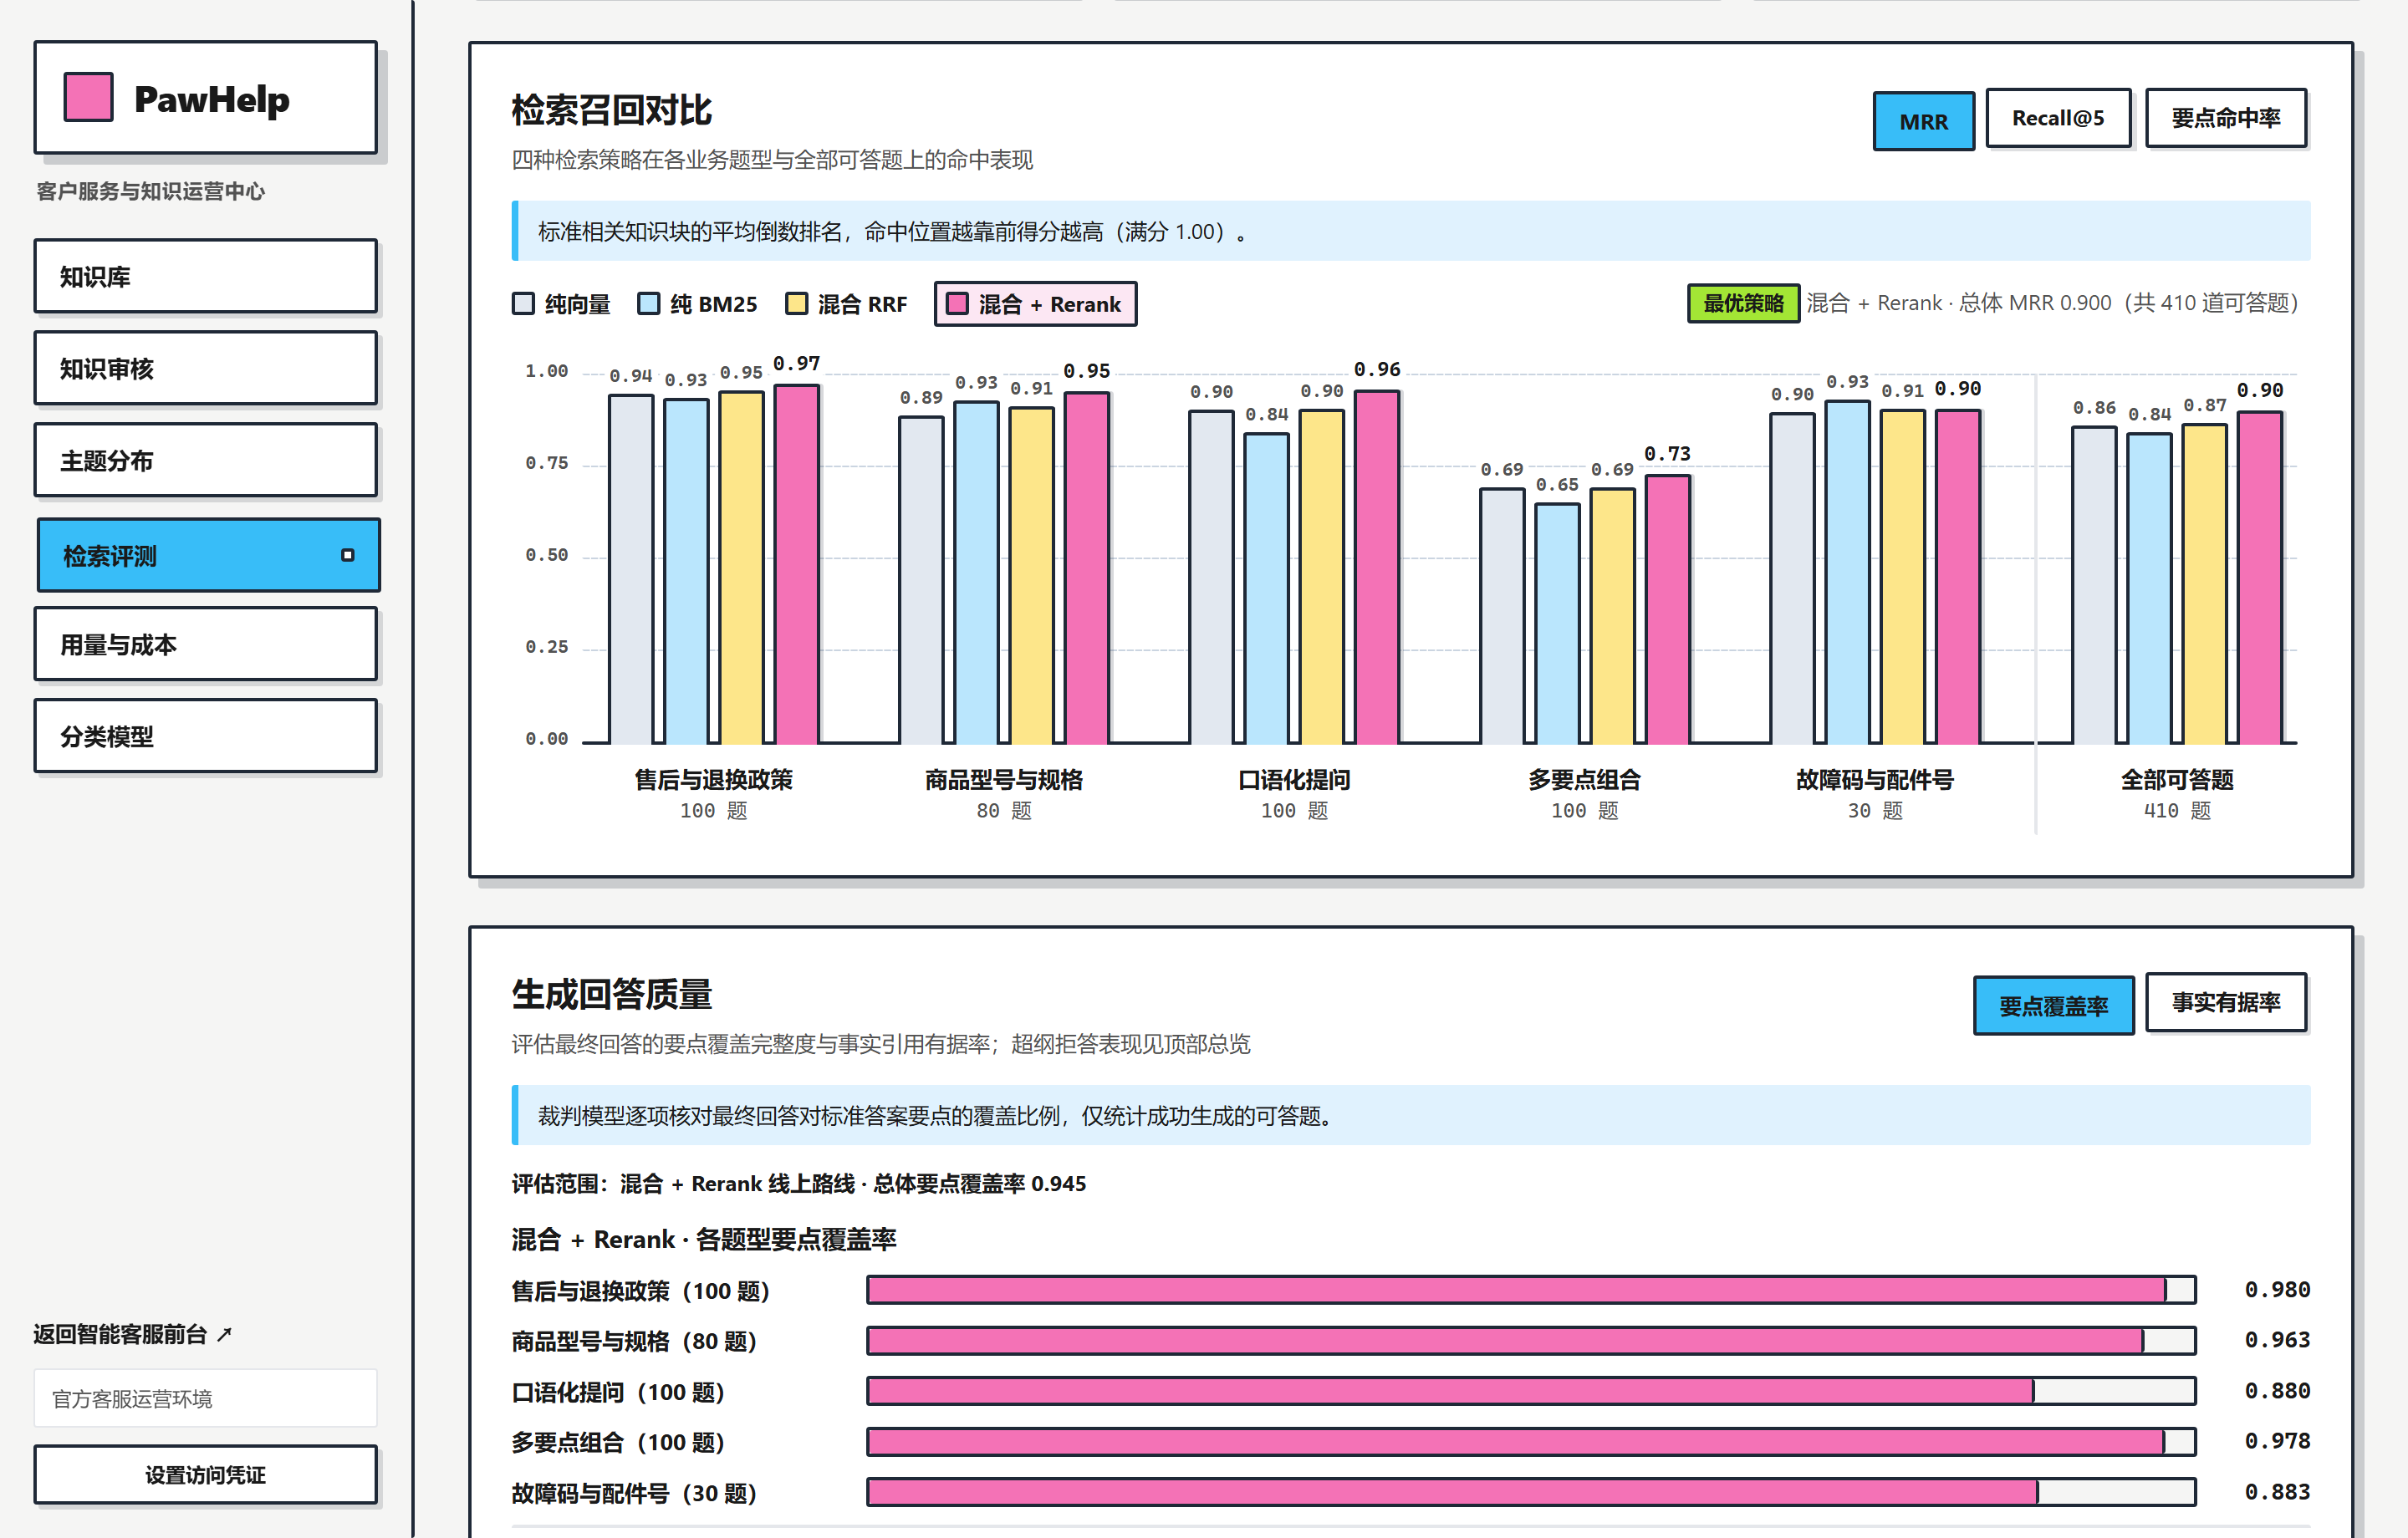 PawHelp
客户服务与知识运营中心
知识库
知识审核
主题分布
检索评测
用量与成本
分类模型
返回智能客服前台 ↗
官方客服运营环境
设置访问凭证
检索召回对比
四种检索策略在各业务题型与全部可答题上的命中表现
MRR
Recall@5
要点命中率
标准相关知识块的平均倒数排名，命中位置越靠前得分越高（满分 1.00）。
纯向量 纯 BM25 混合 RRF 混合 + Rerank
最优策略 混合 + Rerank · 总体 MRR 0.900（共 410 道可答题）
1.00
0.75
0.50
0.25
0.00
0.94 0.93 0.95 0.97
0.89 0.93 0.91 0.95
0.90 0.84 0.90 0.96
0.69 0.65 0.69 0.73
0.90 0.93 0.91 0.90
0.86 0.84 0.87 0.90
售后与退换政策
100 题
商品型号与规格
80 题
口语化提问
100 题
多要点组合
100 题
故障码与配件号
30 题
全部可答题
410 题
生成回答质量
评估最终回答的要点覆盖完整度与事实引用有据率；超纲拒答表现见顶部总览
要点覆盖率
事实有据率
裁判模型逐项核对最终回答对标准答案要点的覆盖比例，仅统计成功生成的可答题。
评估范围：混合 + Rerank 线上路线 · 总体要点覆盖率 0.945
混合 + Rerank · 各题型要点覆盖率
售后与退换政策（100 题） 0.980
商品型号与规格（80 题） 0.963
口语化提问（100 题） 0.880
多要点组合（100 题） 0.978
故障码与配件号（30 题） 0.883